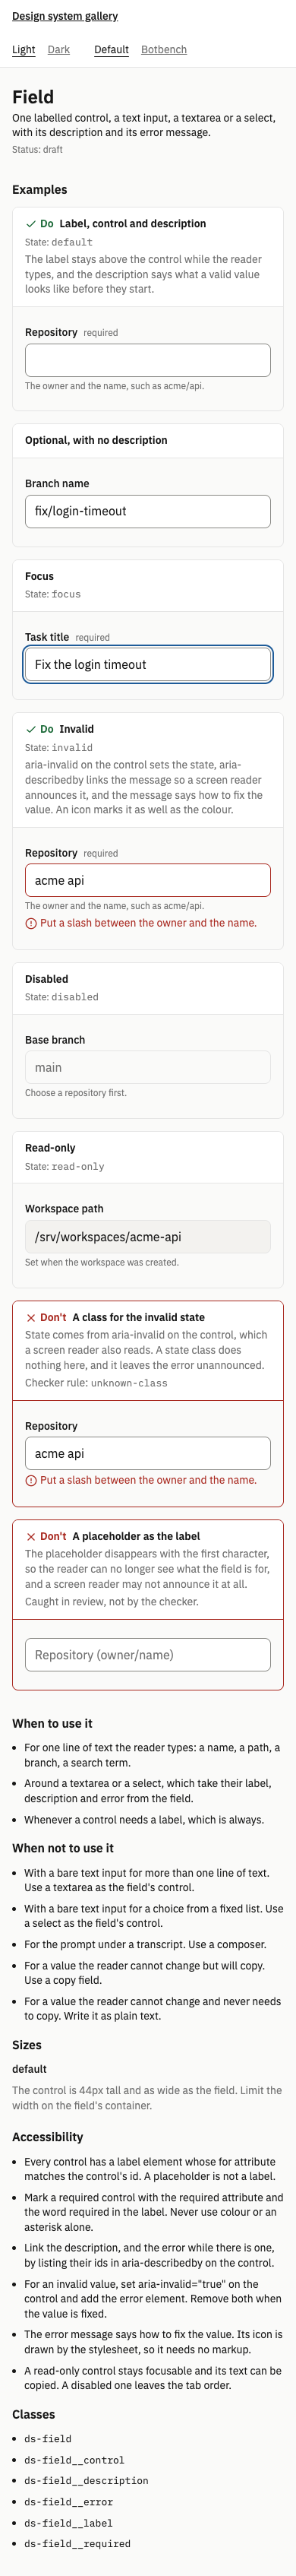 Design system gallery
Light Dark Default Botbench
Field
One labelled control, a text input, a textarea or a select,
with its description and its error message.
Status: draft
Examples
Do Label, control and description
State: default
The label stays above the control while the reader
types, and the description says what a valid value
looks like before they start.
Repository required
The owner and the name, such as acme/api.
Optional, with no description
Branch name
fix/login-timeout
Focus
State: focus
Task title required
Fix the login timeout
Do Invalid
State: invalid
aria-invalid on the control sets the state, aria-
describedby links the message so a screen reader
announces it, and the message says how to fix the
value. An icon marks it as well as the colour.
Repository required
acme api
The owner and the name, such as acme/api.
Put a slash between the owner and the name.
Disabled
State: disabled
Base branch
main
Choose a repository first.
Read-only
State: read-only
Workspace path
/srv/workspaces/acme-api
Set when the workspace was created.
Don't A class for the invalid state
State comes from aria-invalid on the control, which
a screen reader also reads. A state class does
nothing here, and it leaves the error unannounced.
Checker rule: unknown-class
Repository
acme api
Put a slash between the owner and the name.
Don't A placeholder as the label
The placeholder disappears with the first character,
so the reader can no longer see what the field is for,
and a screen reader may not announce it at all.
Caught in review, not by the checker.
Repository (owner/name)
When to use it
• For one line of text the reader types: a name, a path, a
branch, a search term.
• Around a textarea or a select, which take their label,
description and error from the field.
• Whenever a control needs a label, which is always.
When not to use it
• With a bare text input for more than one line of text.
Use a textarea as the field's control.
• With a bare text input for a choice from a fixed list. Use
a select as the field's control.
• For the prompt under a transcript. Use a composer.
• For a value the reader cannot change but will copy.
Use a copy field.
• For a value the reader cannot change and never needs
to copy. Write it as plain text.
Sizes
default
The control is 44px tall and as wide as the field. Limit the
width on the field's container.
Accessibility
• Every control has a label element whose for attribute
matches the control's id. A placeholder is not a label.
• Mark a required control with the required attribute and
the word required in the label. Never use colour or an
asterisk alone.
• Link the description, and the error while there is one,
by listing their ids in aria-describedby on the control.
• For an invalid value, set aria-invalid="true" on the
control and add the error element. Remove both when
the value is fixed.
• The error message says how to fix the value. Its icon is
drawn by the stylesheet, so it needs no markup.
• A read-only control stays focusable and its text can be
copied. A disabled one leaves the tab order.
Classes
• ds-field
• ds-field__control
• ds-field__description
• ds-field__error
• ds-field__label
• ds-field__required